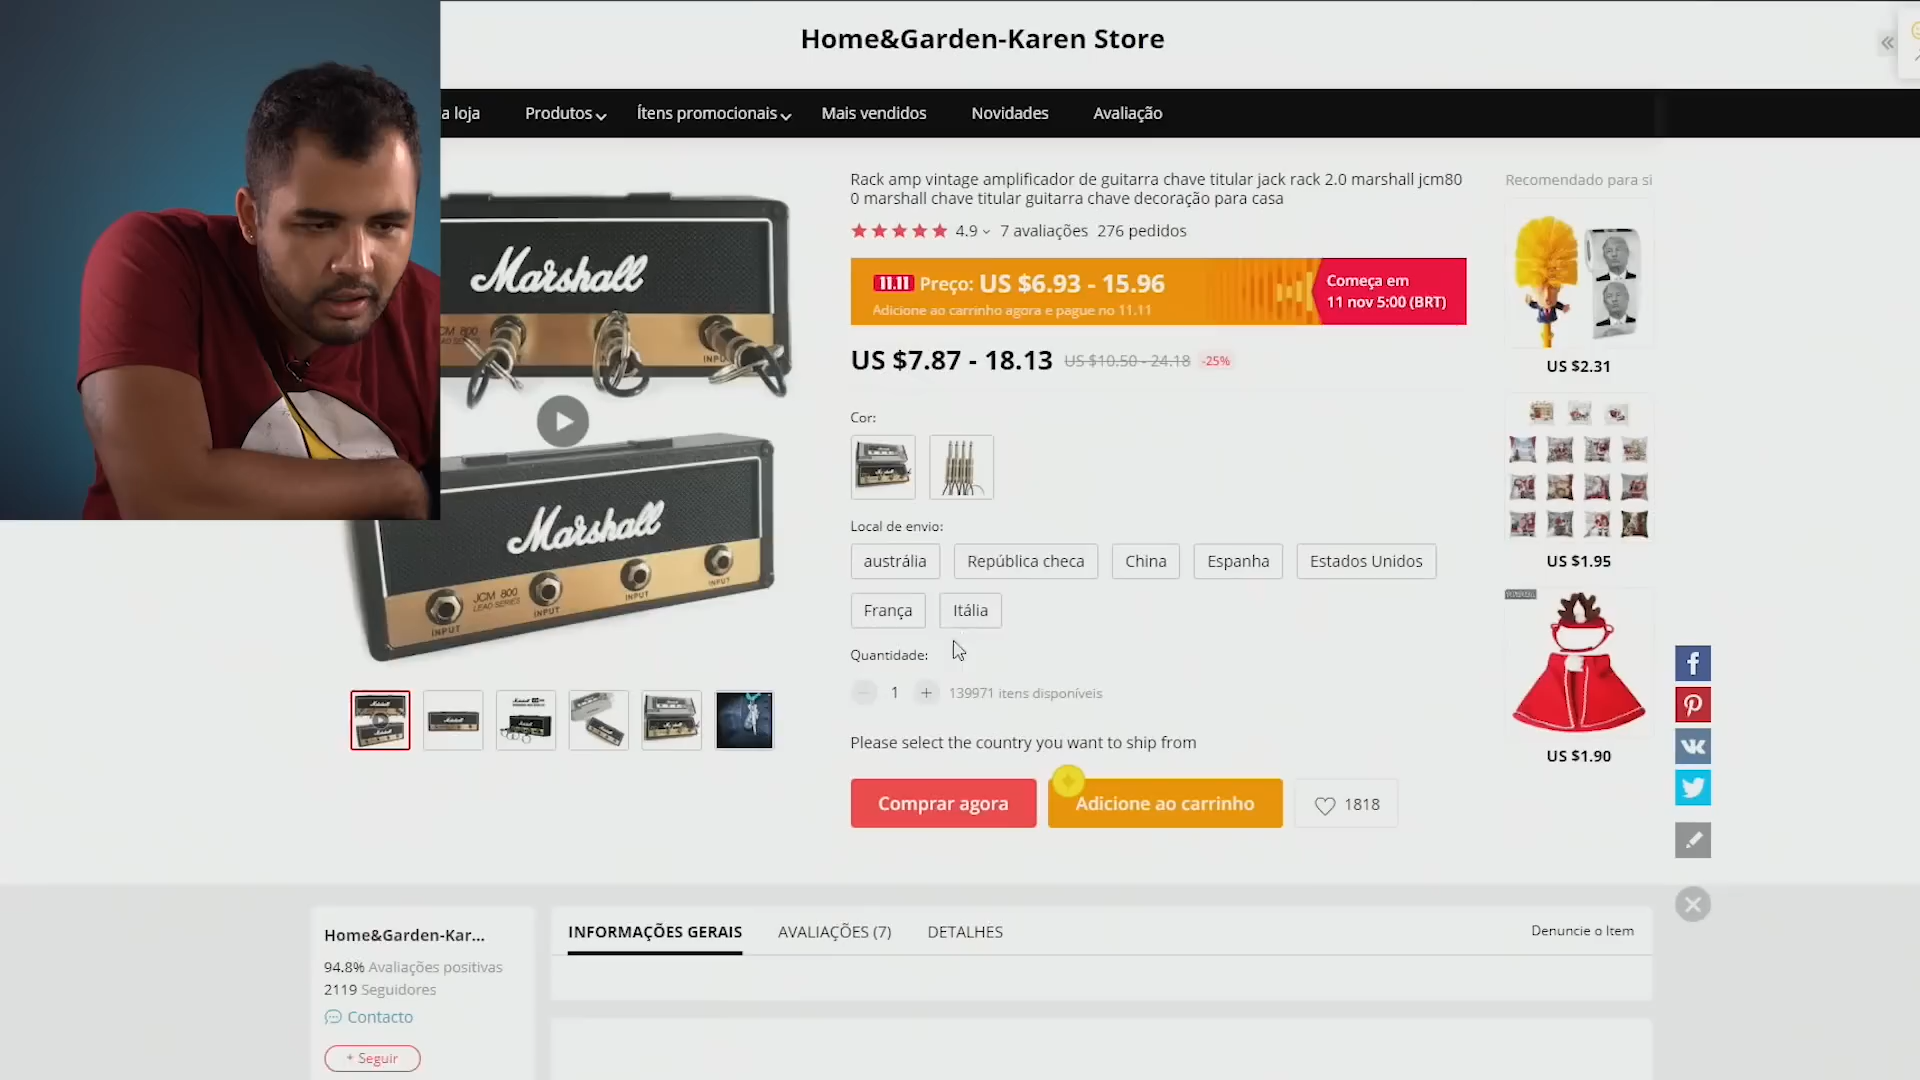 Home&Garden-Karen Store
a loja
Produtos
Ítens promocionais
Mais vendidos
Novidades
Avaliação
Marshall
JCM 800
INPUT
Marshall
JCM 800
LEAD SERIES
INPUT
INPUT
INPUT
INPUT
Rack amp vintage amplificador de guitarra chave titular jack rack 2.0 marshall jcm80
0 marshall chave titular guitarra chave decoração para casa
4.9
7 avaliações
276 pedidos
11.11 Preço: US $6.93 - 15.96
Adicione ao carrinho agora e pague no 11.11
Começa em
11 nov 5:00 (BRT)
US $7.87 - 18.13
US $10.50 - 24.18
-25%
Cor:
Local de envio:
austrália
República checa
China
Espanha
Estados Unidos
França
Itália
Quantidade:
1
139971 itens disponíveis
Please select the country you want to ship from
Comprar agora
Adicione ao carrinho
1818
Recomendado para si
US $2.31
US $1.95
US $1.90
Home&Garden-Kar...
94.8% Avaliações positivas
2119 Seguidores
Contacto
+ Seguir
INFORMAÇÕES GERAIS
AVALIAÇÕES (7)
DETALHES
Denuncie o Item